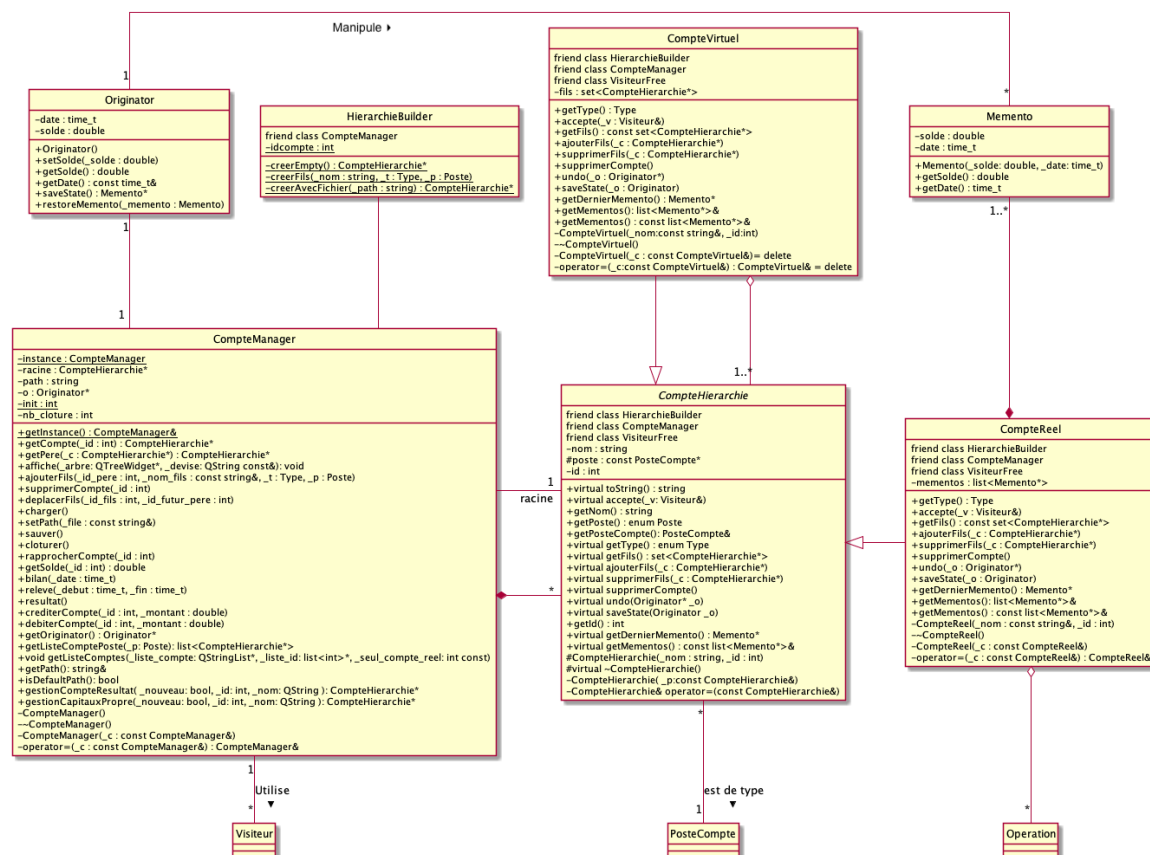 Manipule
1
*
Originator
-date : time_t
-solde : double
+Originator()
+setSolde(_solde : double)
+getSolde() : double
+getDate() : const time_t&
+saveState() : Memento*
+restoreMemento(_memento : Memento)
1
1
HierarchieBuilder
friend class CompteManager
-idcompte : int
-creerEmpty() : CompteHierarchie*
-creerFils(_nom : string, _t : Type, _p : Poste)
-creerAvecFichier(_path : string) : CompteHierarchie*
CompteVirtuel
friend class HierarchieBuilder
friend class CompteManager
friend class VisiteurFree
-fils : set<CompteHierarchie*>
+getType() : Type
+accepte(_v : Visiteur&)
+getFils() : const set<CompteHierarchie*>
+ajouterFils(_c : CompteHierarchie*)
+supprimerFils(_c : CompteHierarchie*)
+supprimerCompte()
+undo(_o : Originator*)
+saveState(_o : Originator)
+getDernierMemento() : Memento*
+getMementos(): list<Memento*>&
+getMementos() : const list<Memento*>&
-CompteVirtuel(_nom:const string&, _id:int)
-~CompteVirtuel()
-CompteVirtuel(_c : const CompteVirtuel&)= delete
-operator=(_c:const CompteVirtuel&) : CompteVirtuel& = delete
1..*
Memento
-solde : double
-date : time_t
+Memento(_solde: double, _date: time_t)
+getSolde() : double
+getDate() : time_t
1..*
CompteManager
-instance : CompteManager
-racine : CompteHierarchie*
-path : string
-o : Originator*
-init : int
-nb_cloture : int
+getInstance() : CompteManager&
+getCompte(_id : int) : CompteHierarchie*
+getPere(_c : CompteHierarchie*) : CompteHierarchie*
+affiche(_arbre: QTreeWidget*, _devise: QString const&): void
+ajouterFils(_id_pere : int, _nom_fils : const string&, _t : Type, _p : Poste)
+supprimerCompte(_id : int)
+deplacerFils(_id_fils : int, _id_futur_pere : int)
+charger()
+setPath(_file : const string&)
+sauver()
+cloturer()
+rapprocherCompte(_id : int)
+getSolde(_id : int) : double
+bilan(_date : time_t)
+releve(_debut : time_t, _fin : time_t)
+resultat()
+crediterCompte(_id : int, _montant : double)
+debiterCompte(_id : int, _montant : double)
+getOriginator() : Originator*
+getListeComptePoste(_p: Poste): list<CompteHierarchie*>
+void getListeComptes(_liste_compte: QStringList*, _liste_id: list<int>*, _seul_compte_reel: int const)
+getPath(): string&
+isDefaultPath(): bool
+gestionCompteResultat( _nouveau: bool, _id: int, _nom: QString ): CompteHierarchie*
+gestionCapitauxPropre(_nouveau: bool, _id: int, _nom: QString ): CompteHierarchie*
-CompteManager()
-~CompteManager()
-CompteManager(_c : const CompteManager&)
-operator=(_c : const CompteManager&) : CompteManager&
1
racine
*
CompteHierarchie
friend class HierarchieBuilder
friend class CompteManager
friend class VisiteurFree
-nom : string
#poste : const PosteCompte*
-id : int
+virtual toString() : string
+virtual accepte(_v: Visiteur&)
+getNom() : string
+getPoste() : enum Poste
+getPosteCompte(): PosteCompte&
+virtual getType() : enum Type
+virtual getFils() : set<CompteHierarchie*>
+virtual ajouterFils(_c : CompteHierarchie*)
+virtual supprimerFils(_c : CompteHierarchie*)
+virtual supprimerCompte()
+virtual undo(Originator* _o)
+virtual saveState(Originator _o)
+getId() : int
+virtual getDernierMemento() : Memento*
+virtual getMementos() : const list<Memento*>&
#CompteHierarchie(_nom : string, _id : int)
#virtual ~CompteHierarchie()
-CompteHierarchie( _p:const CompteHierarchie&)
-CompteHierarchie& operator=(const CompteHierarchie&)
CompteReel
friend class HierarchieBuilder
friend class CompteManager
friend class VisiteurFree
-mementos : list<Memento*>
+getType() : Type
+accepte(_v : Visiteur&)
+getFils() : const set<CompteHierarchie*>
+ajouterFils(_c : CompteHierarchie*)
+supprimerFils(_c : CompteHierarchie*)
+supprimerCompte()
+undo(_o : Originator*)
+saveState(_o : Originator)
+getDernierMemento() : Memento*
+getMementos(): list<Memento*>&
+getMementos() : const list<Memento*>&
-CompteReel(_nom : const string&, _id : int)
-~CompteReel()
-CompteReel(_c : const CompteReel&)
-operator=(_c : const CompteReel&) : CompteReel&
1
Utilise
*
Visiteur
*
est de type
1
PosteCompte
*
Operation